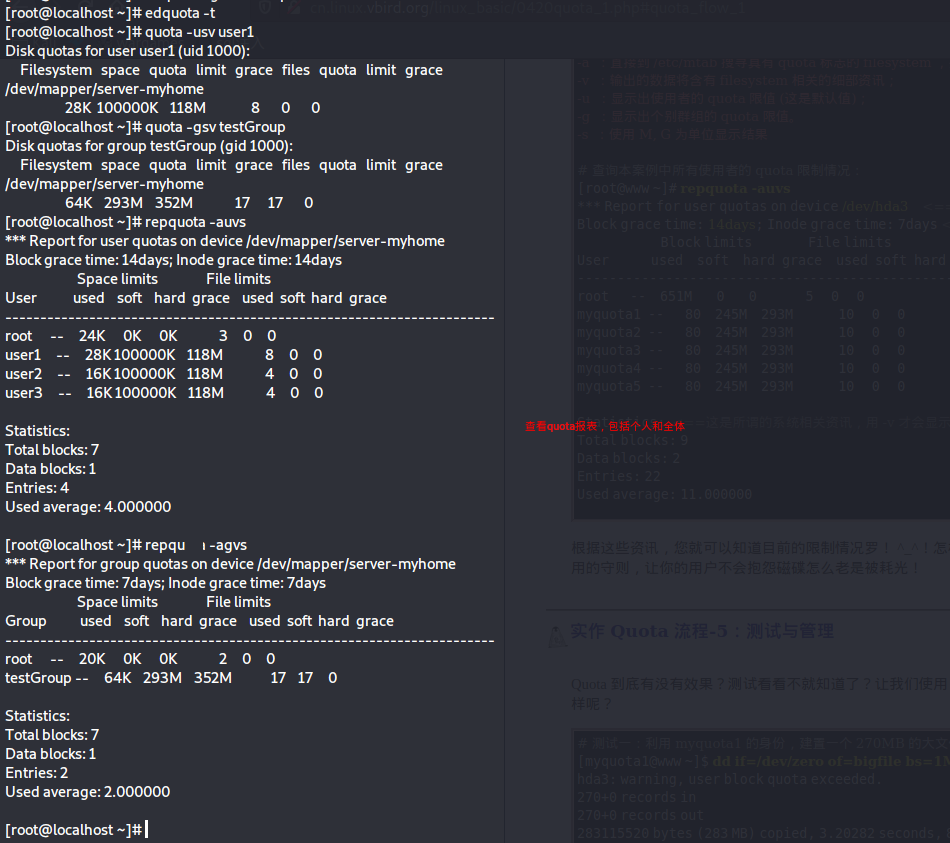 [root@localhost ~]# edquota -t
[root@localhost ~]# quota -usv user1
Disk quotas for user user1 (uid 1000):
Filesystem space quota limit grace files quota limit grace
/dev/mapper/server-myhome
28K 100000K 118M 8 0 0
[root@localhost ~]# quota -gsv testGroup
Disk quotas for group testGroup (gid 1000):
Filesystem space quota limit grace files quota limit grace
/dev/mapper/server-myhome
64K 293M 352M 17 17 0
[root@localhost ~]# repquota -auvs
*** Report for user quotas on device /dev/mapper/server-myhome
Block grace time: 14days; Inode grace time: 14days
Space limits File limits
User used soft hard grace used soft hard grace
----------------------------------------------------------------------
root -- 24K 0K 0K 3 0 0
user1 -- 28K 100000K 118M 8 0 0
user2 -- 16K 100000K 118M 4 0 0
user3 -- 16K 100000K 118M 4 0 0
Statistics:
Total blocks: 7
Data blocks: 1
Entries: 4
Used average: 4.000000
[root@localhost ~]# repqu -agvs
*** Report for group quotas on device /dev/mapper/server-myhome
Block grace time: 7days; Inode grace time: 7days
Space limits File limits
Group used soft hard grace used soft hard grace
----------------------------------------------------------------------
root -- 20K 0K 0K 2 0 0
testGroup -- 64K 293M 352M 17 17 0
Statistics:
Total blocks: 7
Data blocks: 1
Entries: 2
Used average: 2.000000
[root@localhost ~]#
查看quota报表，包括个人和全体
# 查询本案例中所有使用者的 quota 限制情况：
[root@www ~]# repquota -auvs
*** Report for user quotas on device /dev/hda3
Block grace time: 14days; Inode grace time: 7days
Block limits File limits
User used soft hard grace used soft hard
root -- 651M 0 0 5 0 0
myquota1 -- 80 245M 293M 10 0 0
myquota2 -- 80 245M 293M 10 0 0
myquota3 -- 80 245M 293M 10 0 0
myquota4 -- 80 245M 293M 10 0 0
myquota5 -- 80 245M 293M 10 0 0
Total blocks: 9
Data blocks: 2
Entries: 22
Used average: 11.000000
根据这些资讯，您就可以知道目前的限制情况萝！ ^_^！怎
用的守则，让你的用户不会抱怨磁碟怎么老是被耗光！
实作 Quota 流程-5：测试与管理
Quota 到底有没有效果？测试看看不就知道了？让我们使用
样呢？
# 测试一：利用 myquota1 的身份，建置一个 270MB 的大文
[myquota1@www ~]$ dd if=/dev/zero of=bigfile bs=1M
hda3: warning, user block quota exceeded.
270+0 records in
270+0 records out
283115520 bytes (283 MB) copied, 3.20282 seconds,